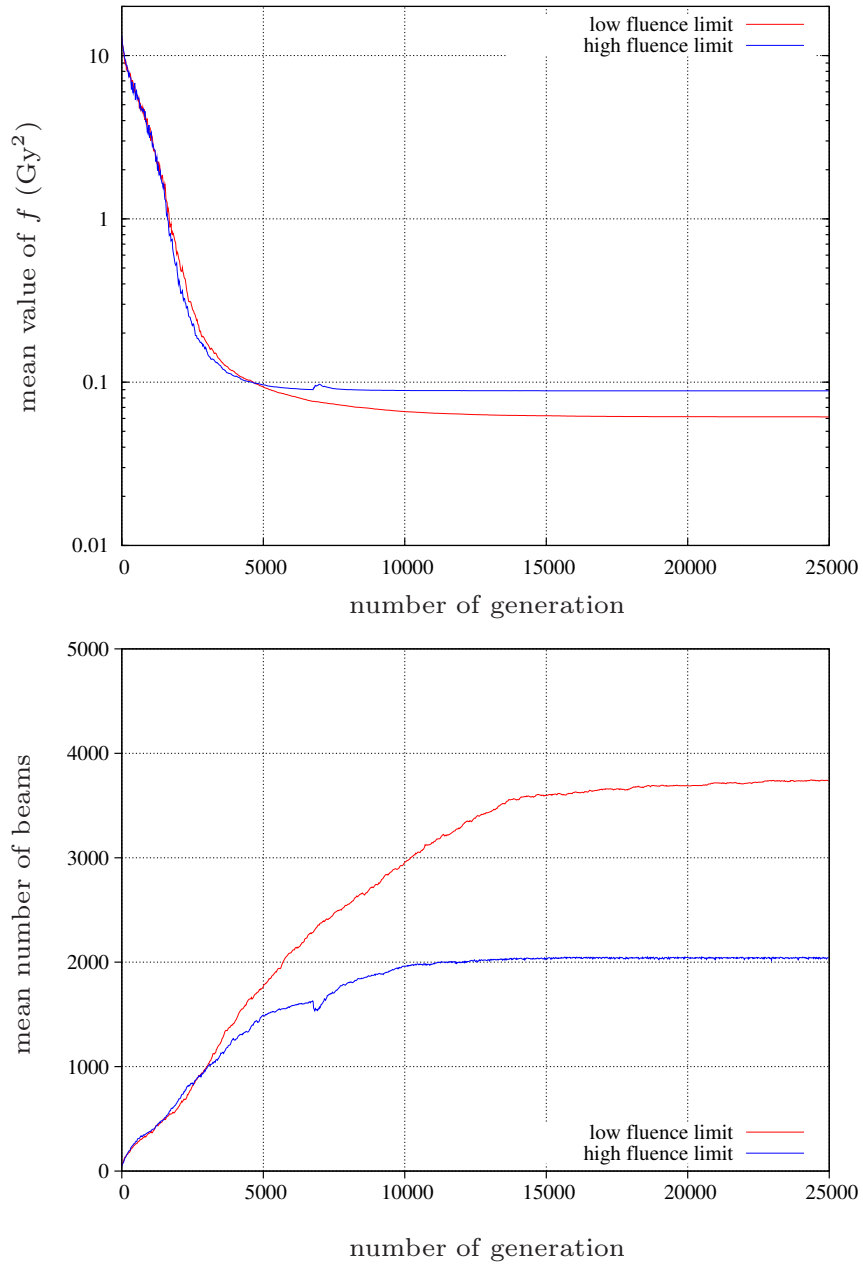 low fluence limit
high fluence limit
10
1
0.1
0.01
mean value of f (Gy²)
0 5000 10000 15000 20000 25000
number of generation
5000
4000
3000
2000
1000
0
mean number of beams
low fluence limit
high fluence limit
0 5000 10000 15000 20000 25000
number of generation